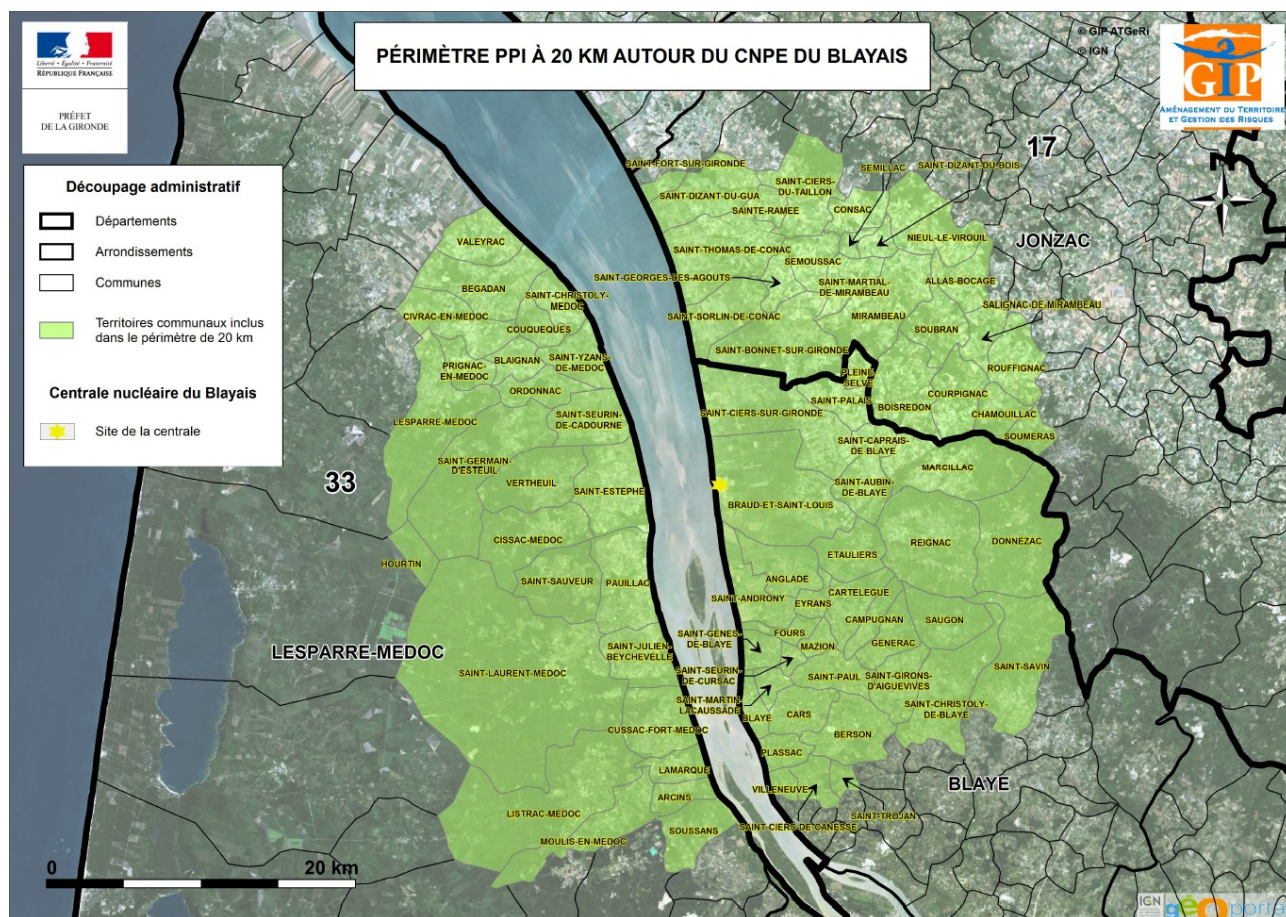 PÉRIMÈTRE PPI À 20 KM AUTOUR DU CNPE DU BLAYAIS
Liberté • Égalité • Fraternité
RÉPUBLIQUE FRANÇAISE
PRÉFET
DE LA GIRONDE
© GIP ATGeRi
© IGN
GIP
AMÉNAGEMENT DU TERRITOIRE
ET GESTION DES RISQUES
Découpage administratif
Départements
Arrondissements
Communes
Territoires communaux inclus
dans le périmètre de 20 km
Centrale nucléaire du Blayais
Site de la centrale
17
N
JONZAC
33
LESPARRE-MEDOC
BLAYE
SAINT-FORT-SUR-GIRONDE
SEMILLAC
SAINT-DIZANT-DU-BOIS
SAINT-CIERS-
DU-TAILLON
SAINT-DIZANT-DU-GUA
SAINTE-RAMEE
CONSAC
NIEUL-LE-VIROUIL
SAINT-THOMAS-DE-CONAC
SEMOUSSAC
SAINT-GEORGES-DES-AGOUTS
SAINT-MARTIAL-
DE-MIRAMBEAU
ALLAS-BOCAGE
SALIGNAC-DE-MIRAMBEAU
SAINT-SORLIN-DE-CONAC
MIRAMBEAU
SOUBRAN
SAINT-BONNET-SUR-GIRONDE
ROUFFIGNAC
PLEINE-
SELVE
SAINT-PALAIS
BOISREDON
COURPIGNAC
CHAMOUILLAC
SOUMERAS
VALEYRAC
BEGADAN
SAINT-CHRISTOLY-
MEDOC
CIVRAC-EN-MEDOC
COUQUEQUES
PRIGNAC-
EN-MEDOC
BLAIGNAN
SAINT-YZANS-
DE-MEDOC
ORDONNAC
LESPARRE-MEDOC
SAINT-SEURIN-
DE-CADOURNE
SAINT-GERMAIN-
D'ESTEUIL
VERTHEUIL
SAINT-ESTEPHE
CISSAC-MEDOC
HOURTIN
SAINT-SAUVEUR
PAUILLAC
SAINT-JULIEN-
BEYCHEVELLE
SAINT-LAURENT-MEDOC
CUSSAC-FORT-MEDOC
LAMARQUE
ARCINS
LISTRAC-MEDOC
MOULIS-EN-MEDOC
SOUSSANS
SAINT-CIERS-SUR-GIRONDE
SAINT-CAPRAIS-
DE-BLAYE
MARCILLAC
SAINT-AUBIN-
DE-BLAYE
BRAUD-ET-SAINT-LOUIS
ETAULIERS
REIGNAC
DONNEZAC
ANGLADE
SAINT-ANDRONY
EYRANS
CARTELEGUE
CAMPUGNAN
SAUGON
SAINT-GENES-
DE-BLAYE
FOURS
MAZION
GENERAC
SAINT-SEURIN-
DE-CURSAC
SAINT-PAUL
SAINT-GIRONS-
D'AIGUEVIVES
SAINT-SAVIN
SAINT-MARTIN-
LACAUSSADE
BLAYE
CARS
SAINT-CHRISTOLY-
DE-BLAYE
BERSON
PLASSAC
VILLENEUVE
SAINT-CIERS-DE-CANESSE
SAINT-TROJAN
0
20 km
IGN